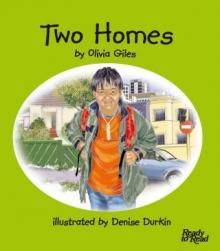 Two Homes
by Olivia Giles
illustrated by Denise Durkin
Ready
to Read